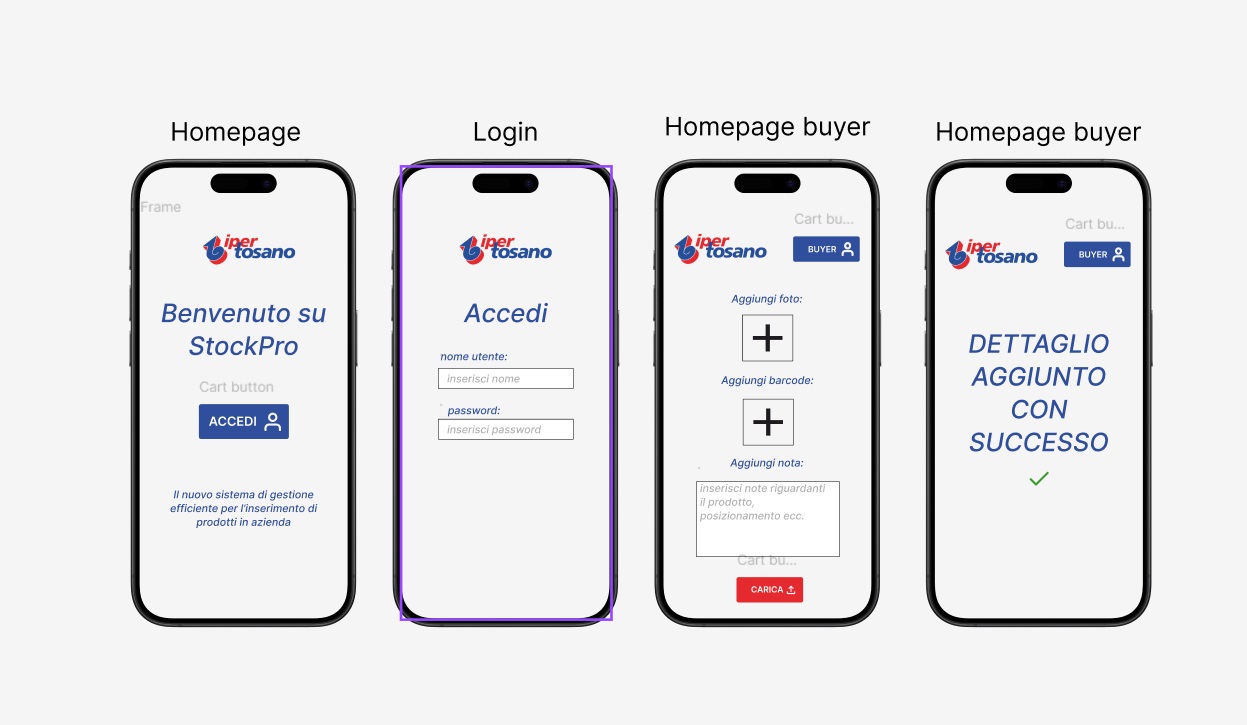 Homepage
Frame
iper
tosano
Benvenuto su
StockPro
Cart button
ACCEDI
Il nuovo sistema di gestione
efficiente per l'inserimento di
prodotti in azienda
Login
iper
tosano
Accedi
nome utente:
inserisci nome
password:
inserisci password
Homepage buyer
Cart bu...
iper
tosano
BUYER
Aggiungi foto:
Aggiungi barcode:
Aggiungi nota:
inserisci note riguardanti
il prodotto,
posizionamento ecc.
Cart bu...
CARICA
Homepage buyer
Cart bu...
iper
tosano
BUYER
DETTAGLIO
AGGIUNTO
CON
SUCCESSO